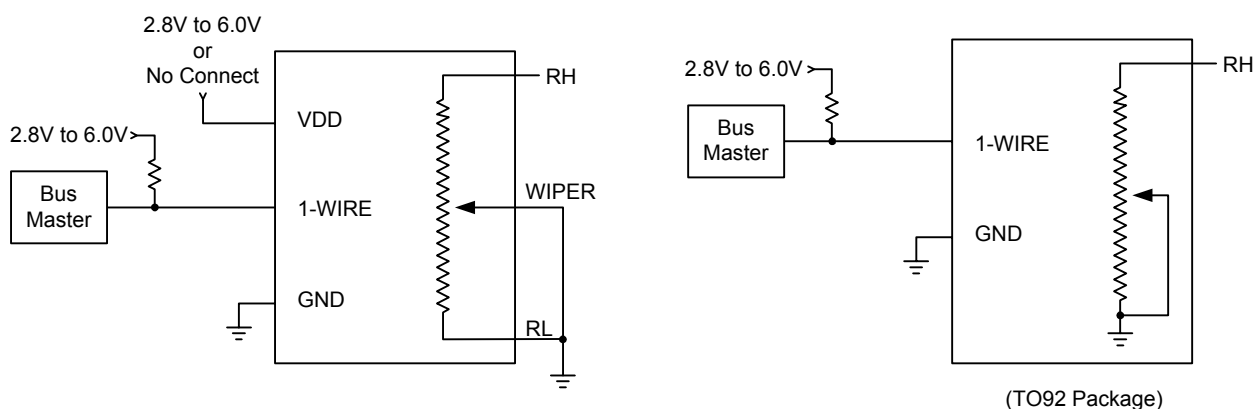 2.8V to 6.0V
or
No Connect
VDD
RH
2.8V to 6.0V
Bus
Master
1-WIRE
WIPER
GND
RL
2.8V to 6.0V
Bus
Master
1-WIRE
GND
RH
(TO92 Package)